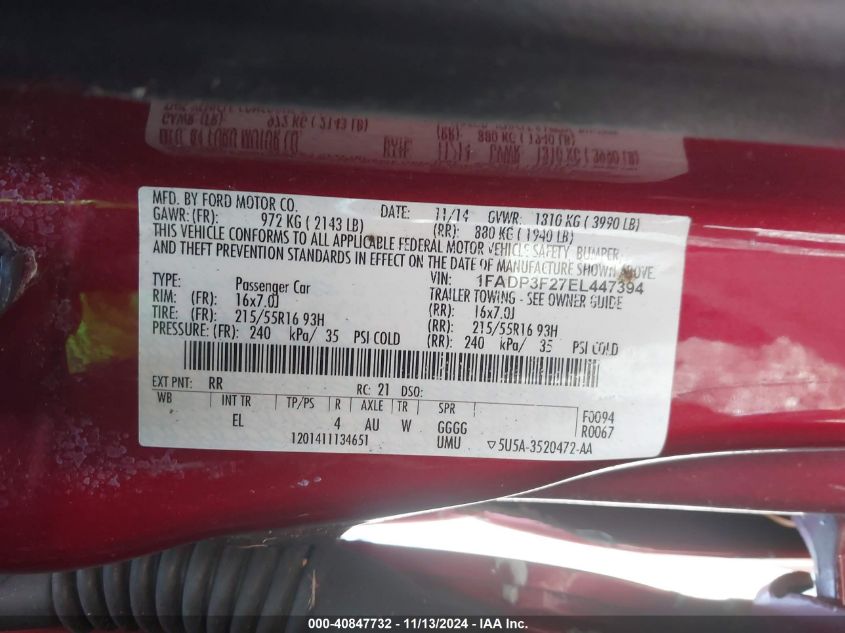 MFD. BY FORD MOTOR CO. DATE: 11/14 GVWR: 1810 KG ( 3990 LB)
GAWR: (FR): 972 KG ( 2143 LB) (RR): 880 KG ( 1940 LB)
THIS VEHICLE CONFORMS TO ALL APPLICABLE FEDERAL MOTOR VEHICLE SAFETY, BUMPER,
AND THEFT PREVENTION STANDARDS IN EFFECT ON THE DATE OF MANUFACTURE SHOWN ABOVE.
VIN: 1FADP3F27EL447394
TYPE: Passenger Car TRAILER TOWING - SEE OWNER GUIDE
RIM: (FR): 16x7.0J (RR): 16x7.0J
TIRE: (FR): 215/55R16 93H (RR): 215/55R16 93H
PRESSURE: (FR): 240 kPa/ 35 PSI COLD (RR): 240 kPa/ 35 PSI COLD
EXT PNT: RR RC: 21 DSO:
WB INT TR TP/PS R AXLE TR SPR F0094
EL 4 AU W GGGG R0067
1201411134651 UMU ▽5U5A-3520472-AA
000-40847732 - 11/13/2024 - IAA Inc.